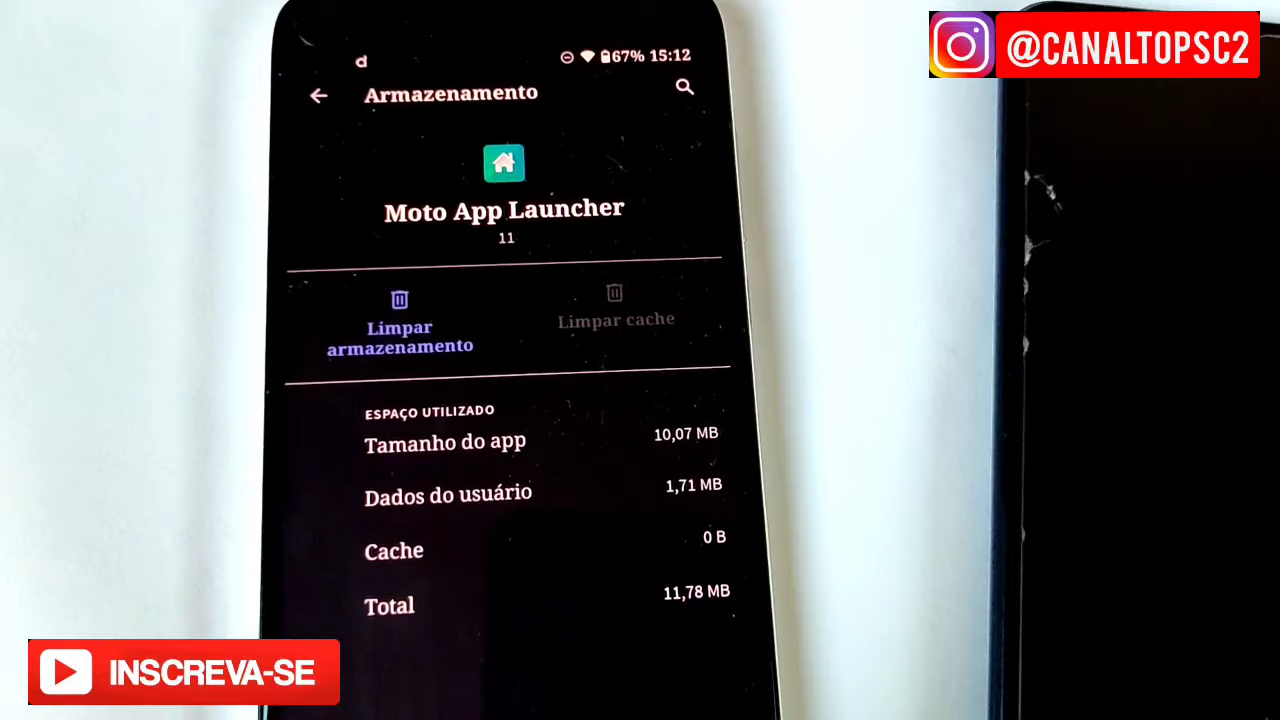 @CANALTOPSC2
67% 15:12
Armazenamento
Moto App Launcher
11
Limpar
armazenamento
Limpar cache
ESPAÇO UTILIZADO
Tamanho do app 10,07 MB
Dados do usuário 1,71 MB
Cache 0 B
Total 11,78 MB
INSCREVA-SE